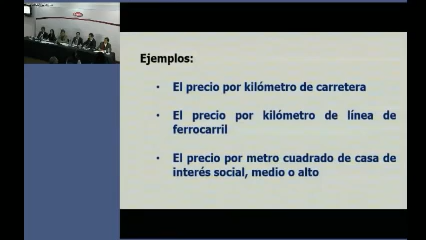 Ejemplos:
• El precio por kilómetro de carretera
• El precio por kilómetro de línea de
ferrocarril
• El precio por metro cuadrado de casa de
interés social, medio o alto